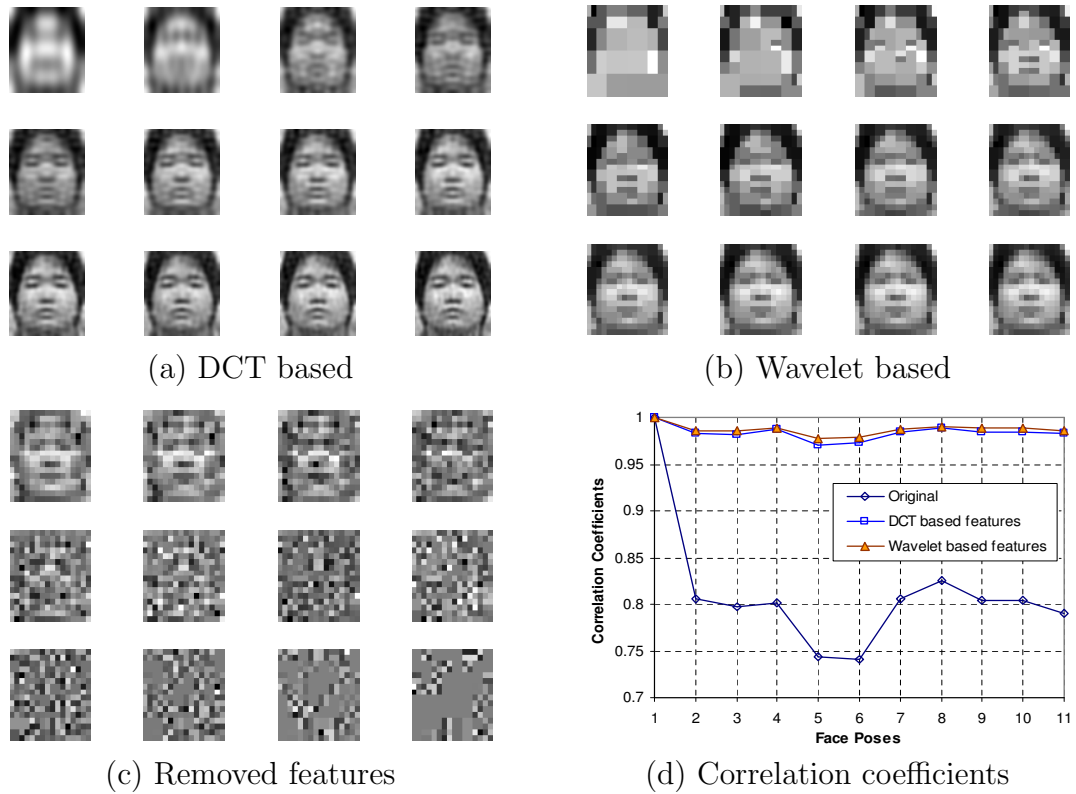 (a) DCT based
(b) Wavelet based
(c) Removed features
1
0.95
0.9
0.85
0.8
0.75
0.7
Correlation Coefficients
Original
DCT based features
Wavelet based features
1 2 3 4 5 6 7 8 9 10 11
Face Poses
(d) Correlation coefficients